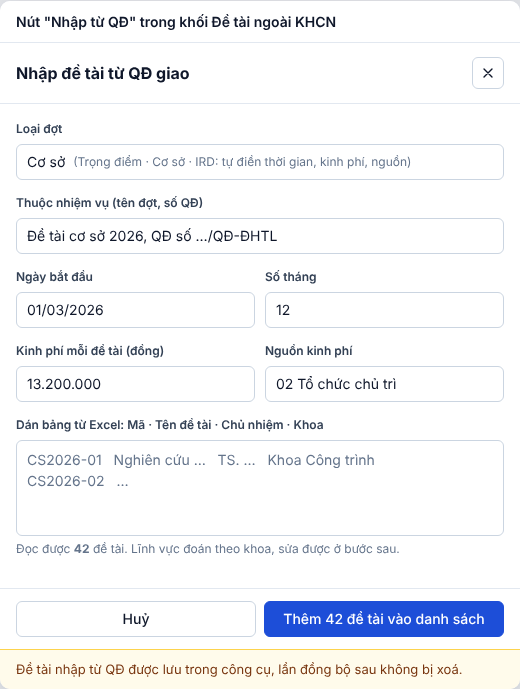 Nút "Nhập từ QĐ" trong khối Đề tài ngoài KHCN
Nhập đề tài từ QĐ giao
Loại đợt
Cơ sở (Trọng điểm · Cơ sở · IRD: tự điền thời gian, kinh phí, nguồn)
Thuộc nhiệm vụ (tên đợt, số QĐ)
Đề tài cơ sở 2026, QĐ số .../QĐ-ĐHTL
Ngày bắt đầu
Số tháng
01/03/2026
12
Kinh phí mỗi đề tài (đồng)
Nguồn kinh phí
13.200.000
02 Tổ chức chủ trì
Dán bảng từ Excel: Mã · Tên đề tài · Chủ nhiệm · Khoa
CS2026-01 Nghiên cứu ... TS. ... Khoa Công trình
CS2026-02 ...
Đọc được 42 đề tài. Lĩnh vực đoán theo khoa, sửa được ở bước sau.
Huỷ
Thêm 42 đề tài vào danh sách
Đề tài nhập từ QĐ được lưu trong công cụ, lần đồng bộ sau không bị xoá.